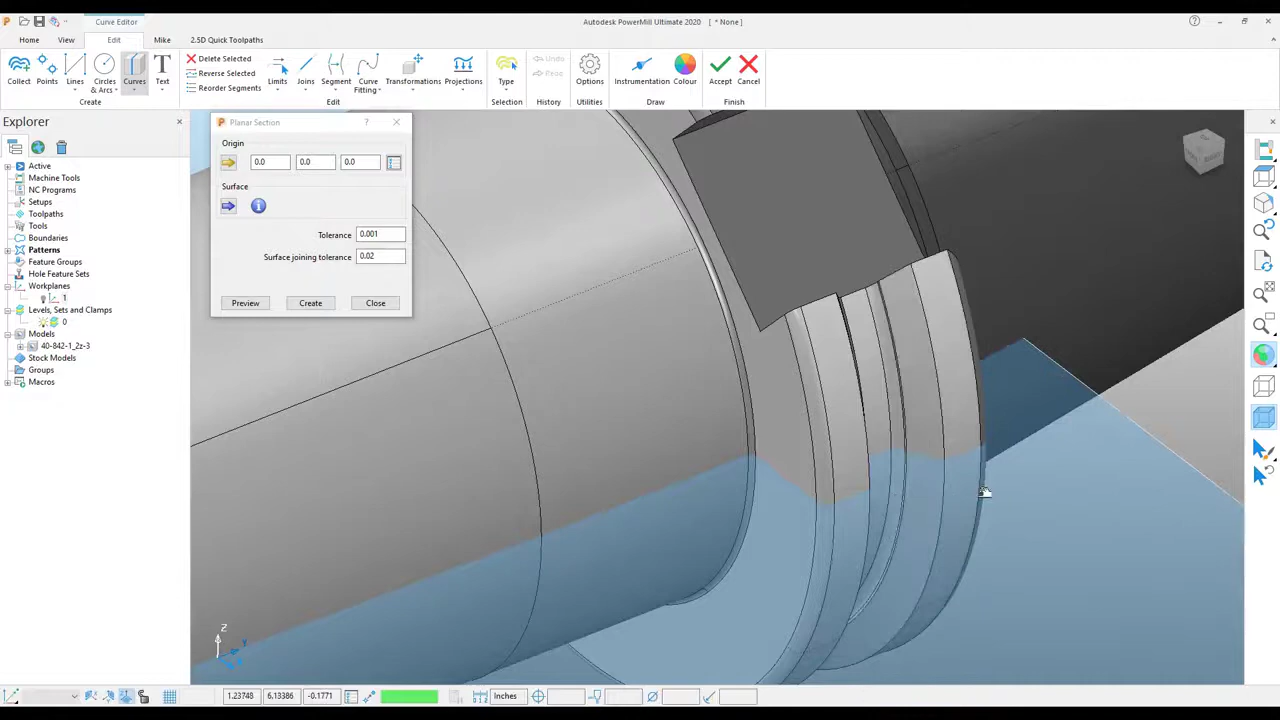 Curve Editor
Autodesk PowerMill Ultimate 2020 [ * None ]
Home View Edit Mike 2.5D Quick Toolpaths
Collect Points Lines Circles & Arcs Curves Text
Delete Selected
Reverse Selected
Reorder Segments
Limits Joins Segment Curve Fitting Transformations Projections
Type Undo Redo Options Instrumentation Colour Accept Cancel
Create Edit Selection History Utilities Draw Finish
Explorer
Active
Machine Tools
NC Programs
Setups
Toolpaths
Tools
Boundaries
Patterns
Feature Groups
Hole Feature Sets
Workplanes
1
Levels, Sets and Clamps
0
Models
40-842-1_2z-3
Stock Models
Groups
Macros
Planar Section
?
Origin
0.0 0.0 0.0
Surface
Tolerance 0.001
Surface joining tolerance 0.02
Preview Create Close
Z
Y
1.23748 6.13386 -0.1771 Inches